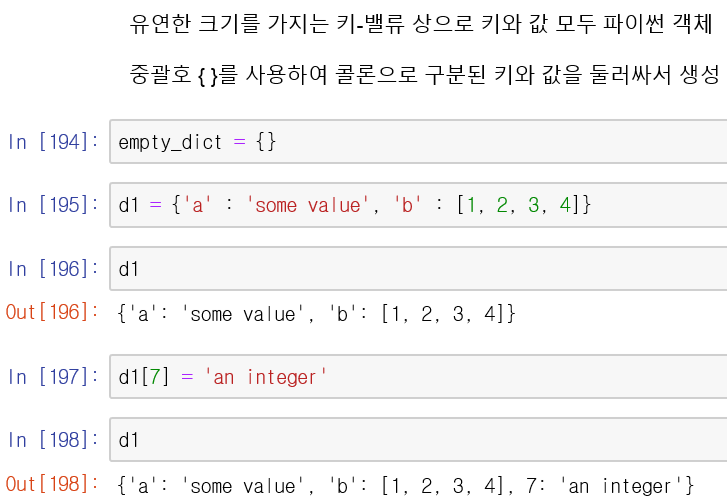 유연한 크기를 가지는 키-밸류 상으로 키와 값 모두 파이썬 객체
중괄호 { }를 사용하여 콜론으로 구분된 키와 값을 둘러싸서 생성
In [194]: empty_dict = {}
In [195]: d1 = {'a' : 'some value', 'b' : [1, 2, 3, 4]}
In [196]: d1
Out[196]: {'a': 'some value', 'b': [1, 2, 3, 4]}
In [197]: d1[7] = 'an integer'
In [198]: d1
Out[198]: {'a': 'some value', 'b': [1, 2, 3, 4], 7: 'an integer'}